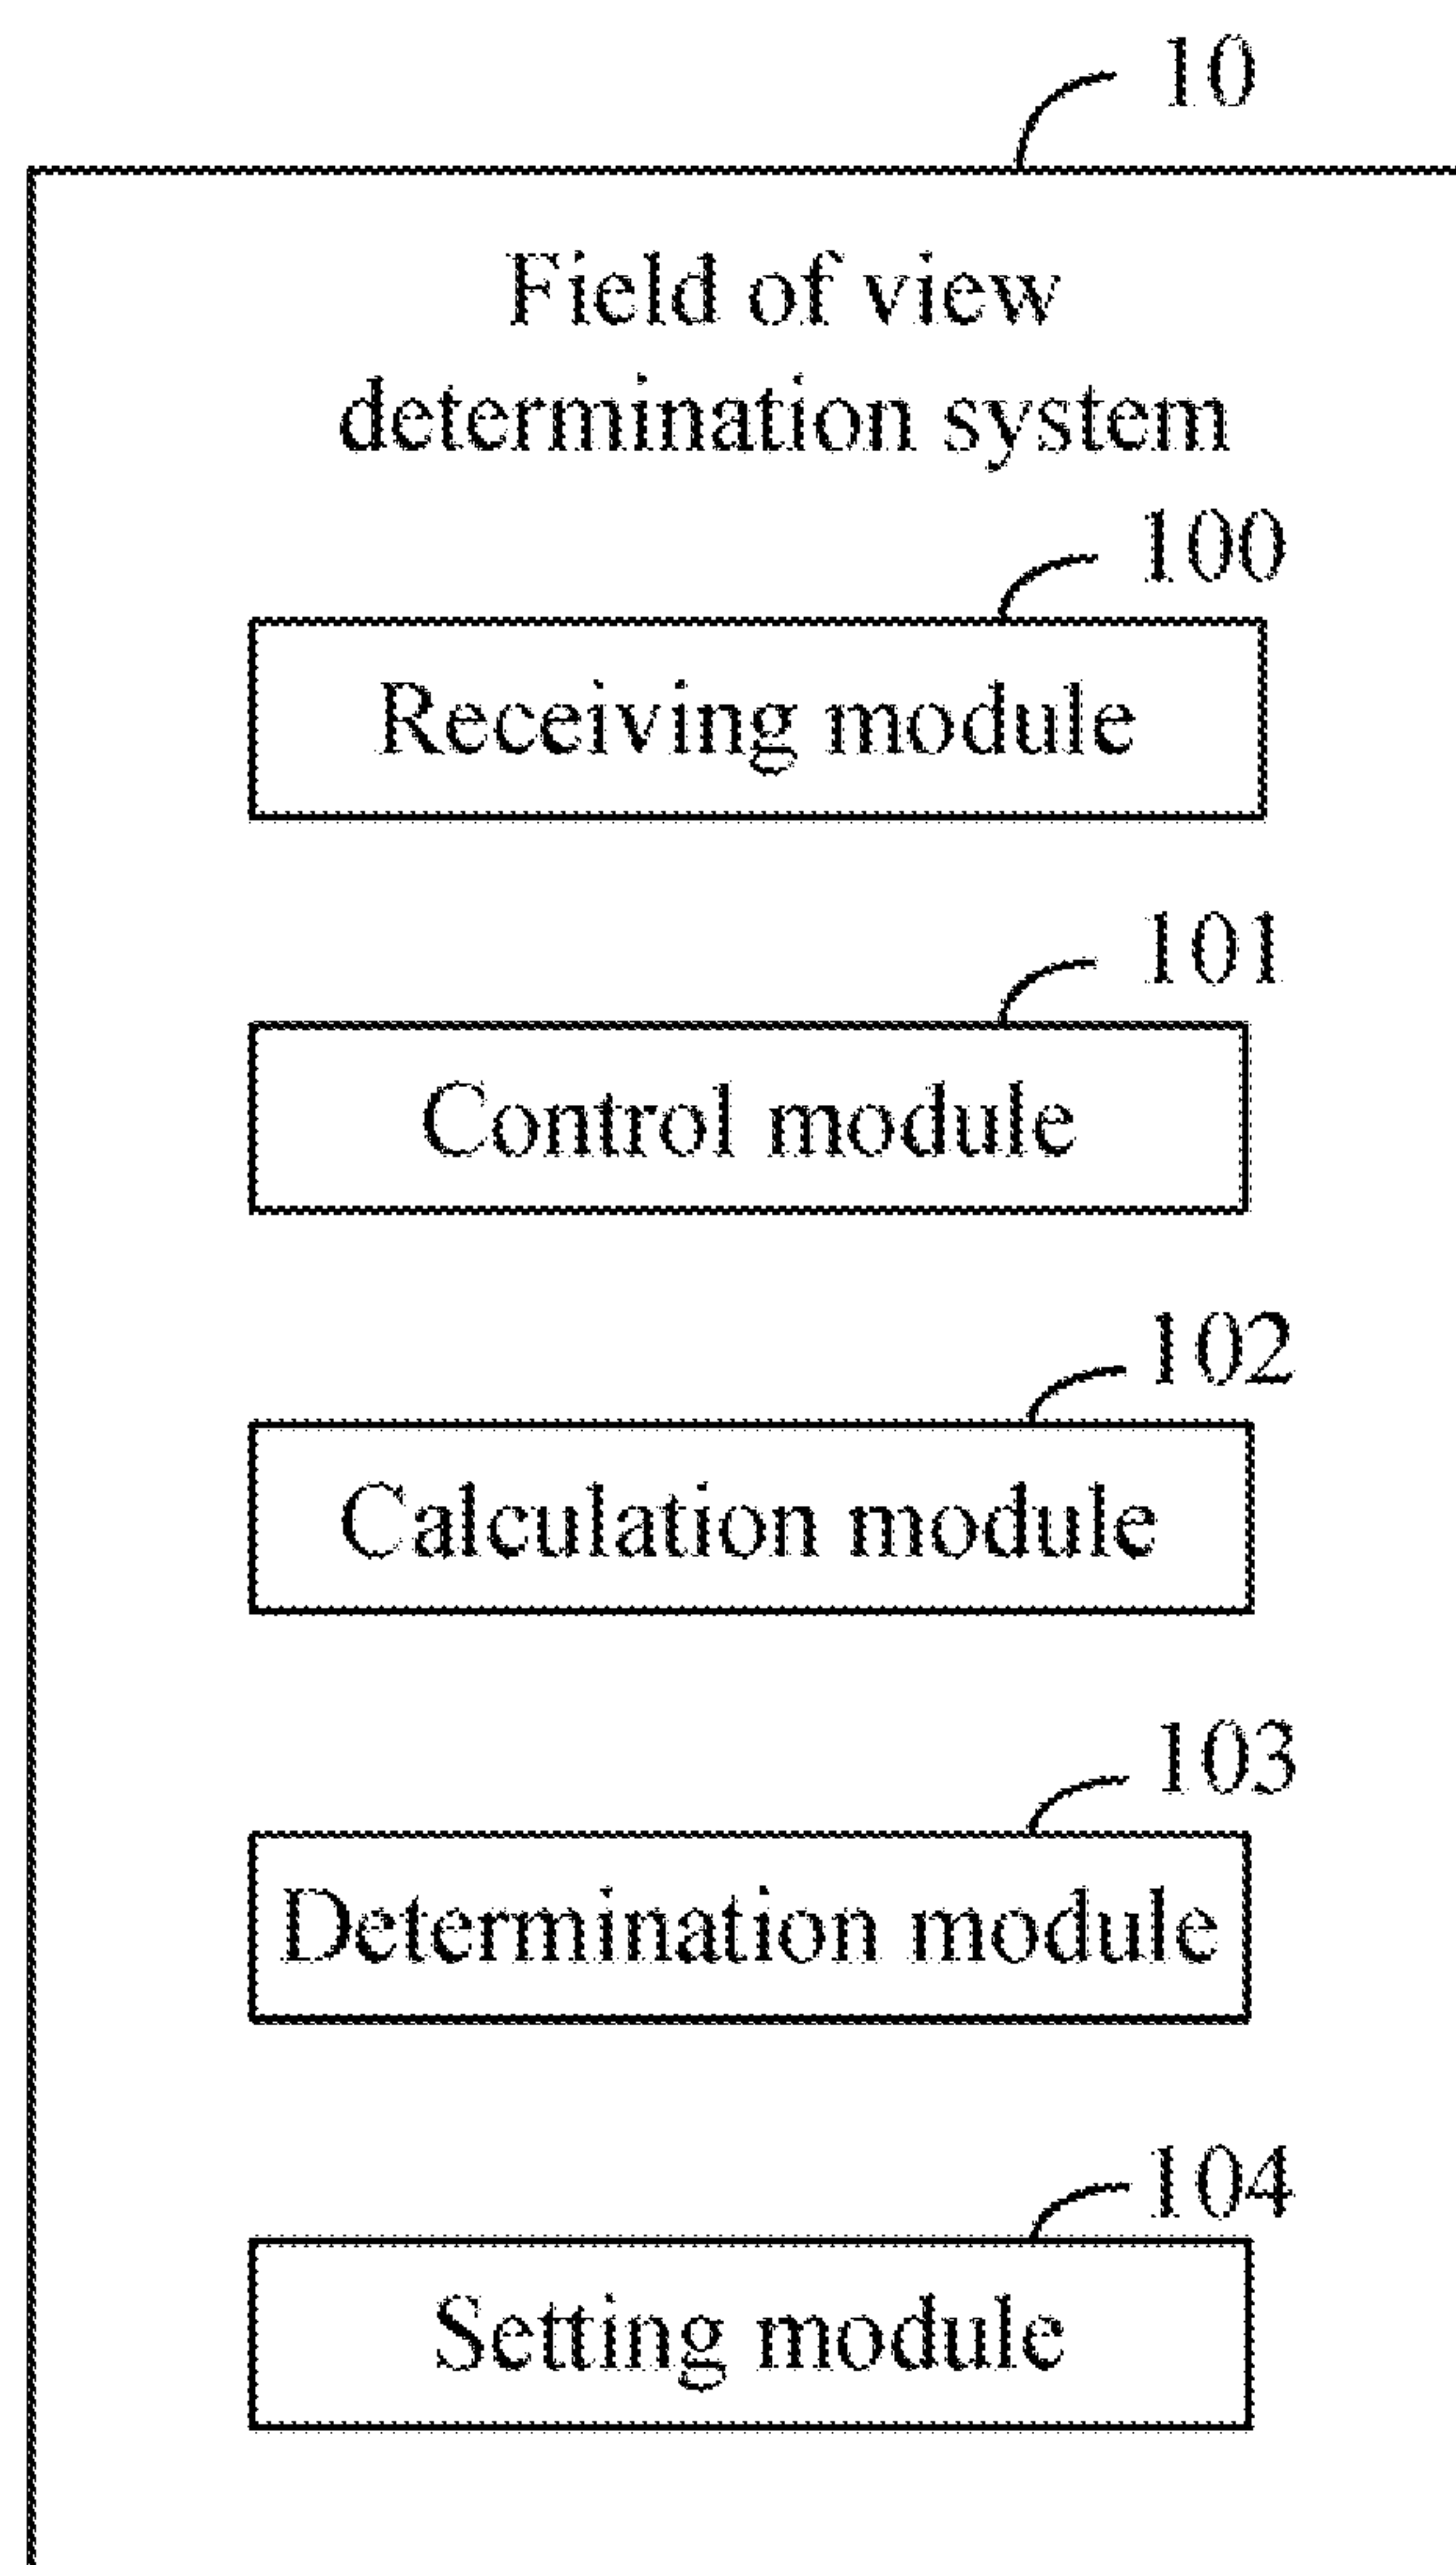 10
Field of view
determination system
100
Receiving module
101
Control module
102
Calculation module
103
Determination module
104
Setting module